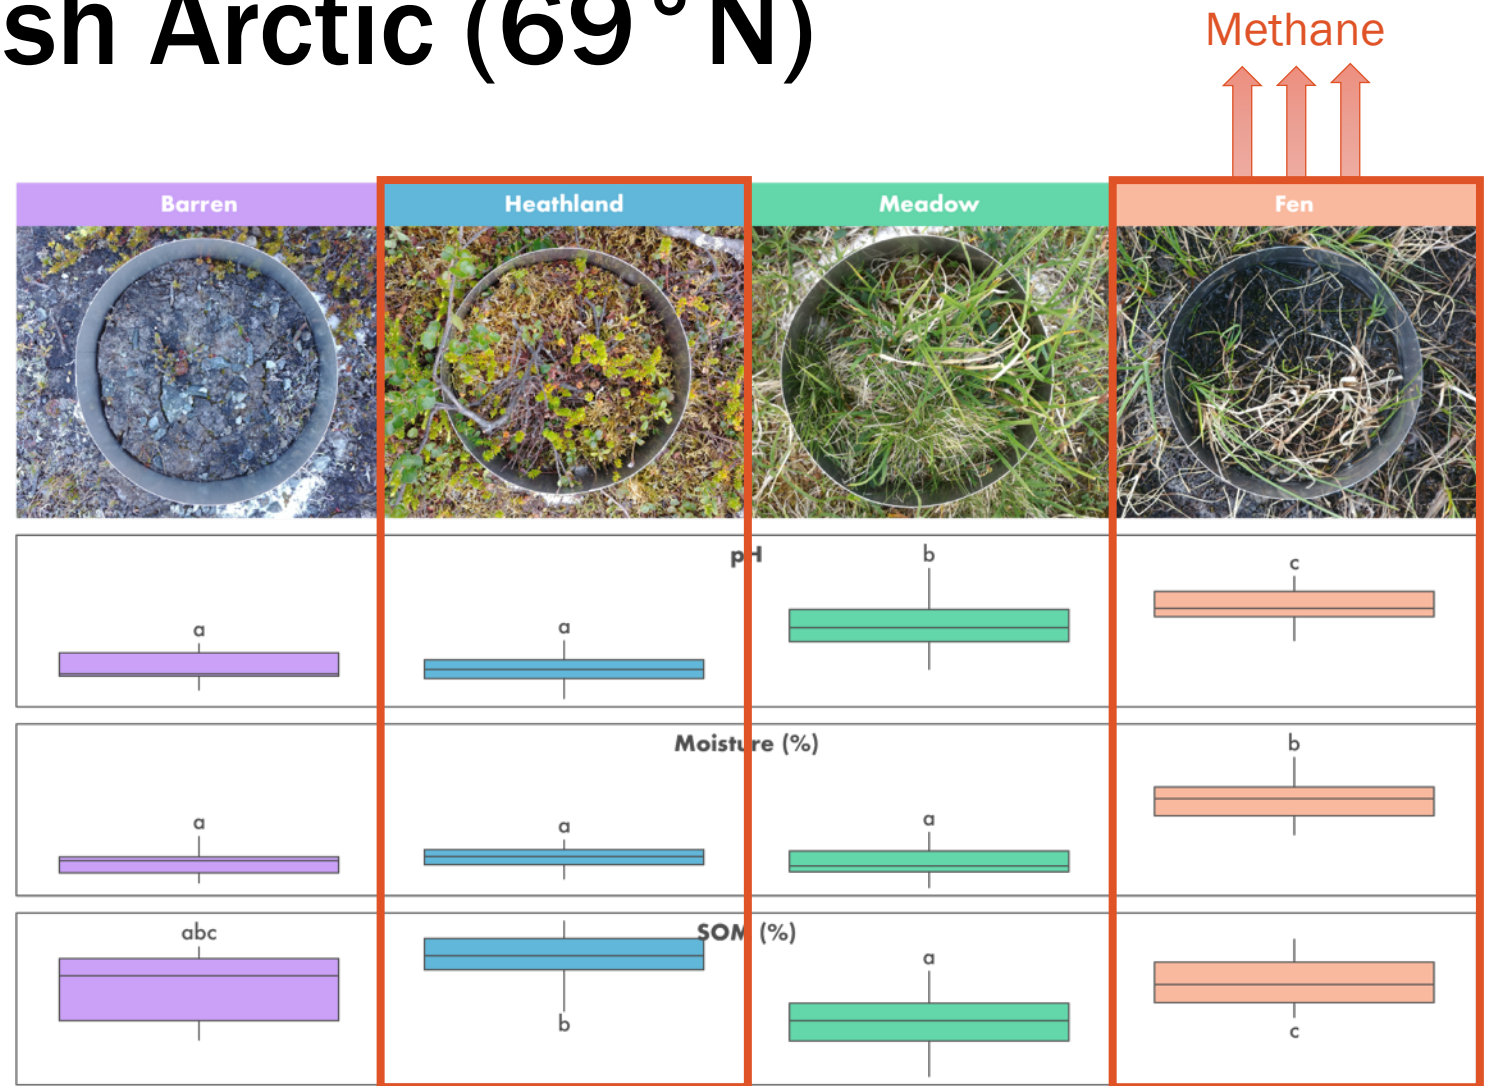 sh Arctic (69 ° N)
Methane
Barren
Heathland
Meadow
Fen
pH
a
a
b
c
Moisture (%)
a
a
a
b
SOM (%)
abc
b
a
c